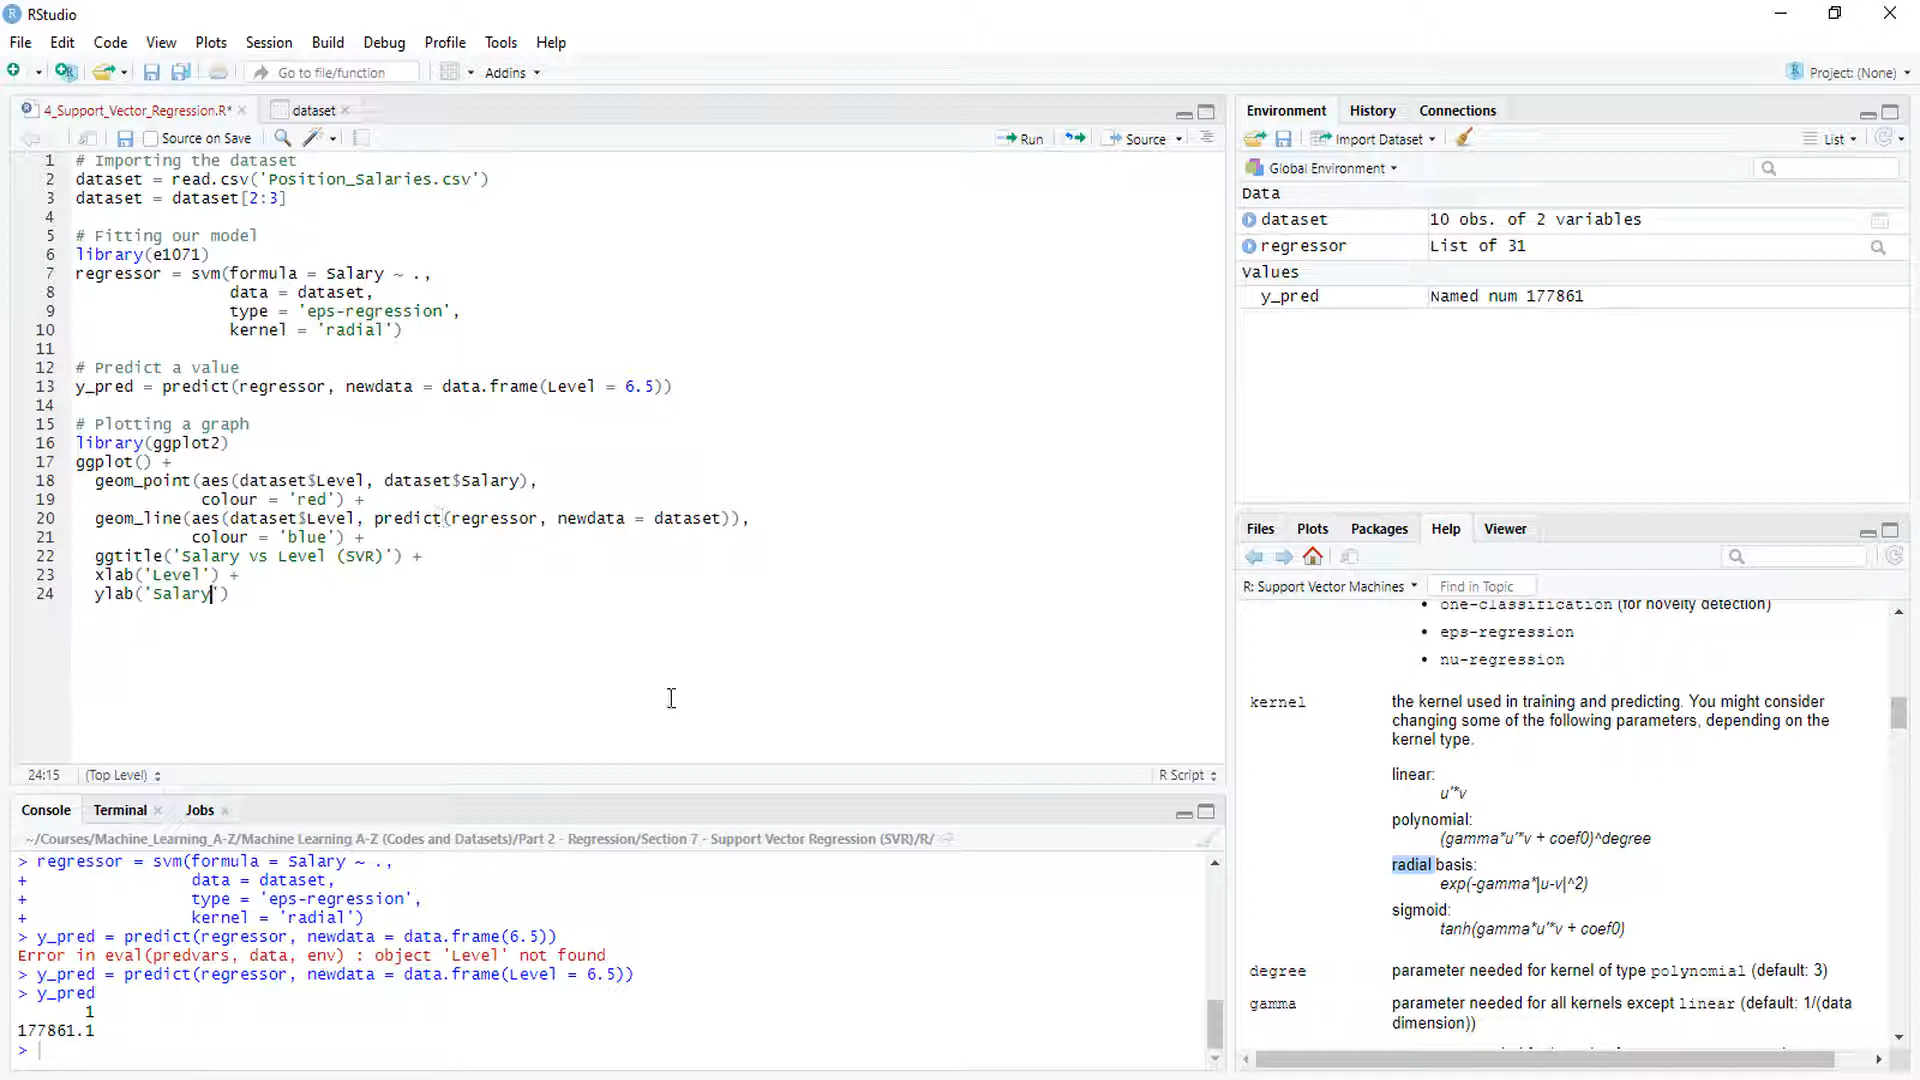 RStudio
File Edit Code View Plots Session Build Debug Profile Tools Help
Go to file/function Addins Project: (None)
4_Support_Vector_Regression.R* dataset
Source on Save Run Source
1 # Importing the dataset
2 dataset = read.csv('Position_Salaries.csv')
3 dataset = dataset[2:3]
4
5 # Fitting our model
6 library(e1071)
7 regressor = svm(formula = Salary ~ .,
8 data = dataset,
9 type = 'eps-regression',
10 kernel = 'radial')
11
12 # Predict a value
13 y_pred = predict(regressor, newdata = data.frame(Level = 6.5))
14
15 # Plotting a graph
16 library(ggplot2)
17 ggplot() +
18 geom_point(aes(dataset$Level, dataset$Salary),
19 colour = 'red') +
20 geom_line(aes(dataset$Level, predict(regressor, newdata = dataset)),
21 colour = 'blue') +
22 ggtitle('Salary vs Level (SVR)') +
23 xlab('Level') +
24 ylab('Salary')
24:15 (Top Level) R Script
Console Terminal Jobs
~/Courses/Machine_Learning_A-Z/Machine Learning A-Z (Codes and Datasets)/Part 2 - Regression/Section 7 - Support Vector Regression (SVR)/R/
> regressor = svm(formula = Salary ~ .,
+ data = dataset,
+ type = 'eps-regression',
+ kernel = 'radial')
> y_pred = predict(regressor, newdata = data.frame(6.5))
Error in eval(predvars, data, env) : object 'Level' not found
> y_pred = predict(regressor, newdata = data.frame(Level = 6.5))
> y_pred
1
177861.1
>
Environment History Connections
Import Dataset List
Global Environment
Data
dataset 10 obs. of 2 variables
regressor List of 31
Values
y_pred Named num 177861
Files Plots Packages Help Viewer
R: Support Vector Machines Find in Topic
• one-classification (for novelty detection)
• eps-regression
• nu-regression
kernel the kernel used in training and predicting. You might consider
changing some of the following parameters, depending on the
kernel type.
linear:
u'*v
polynomial:
(gamma*u'*v + coef0)^degree
radial basis:
exp(-gamma*|u-v|^2)
sigmoid:
tanh(gamma*u'*v + coef0)
degree parameter needed for kernel of type polynomial (default: 3)
gamma parameter needed for all kernels except linear (default: 1/(data
dimension))